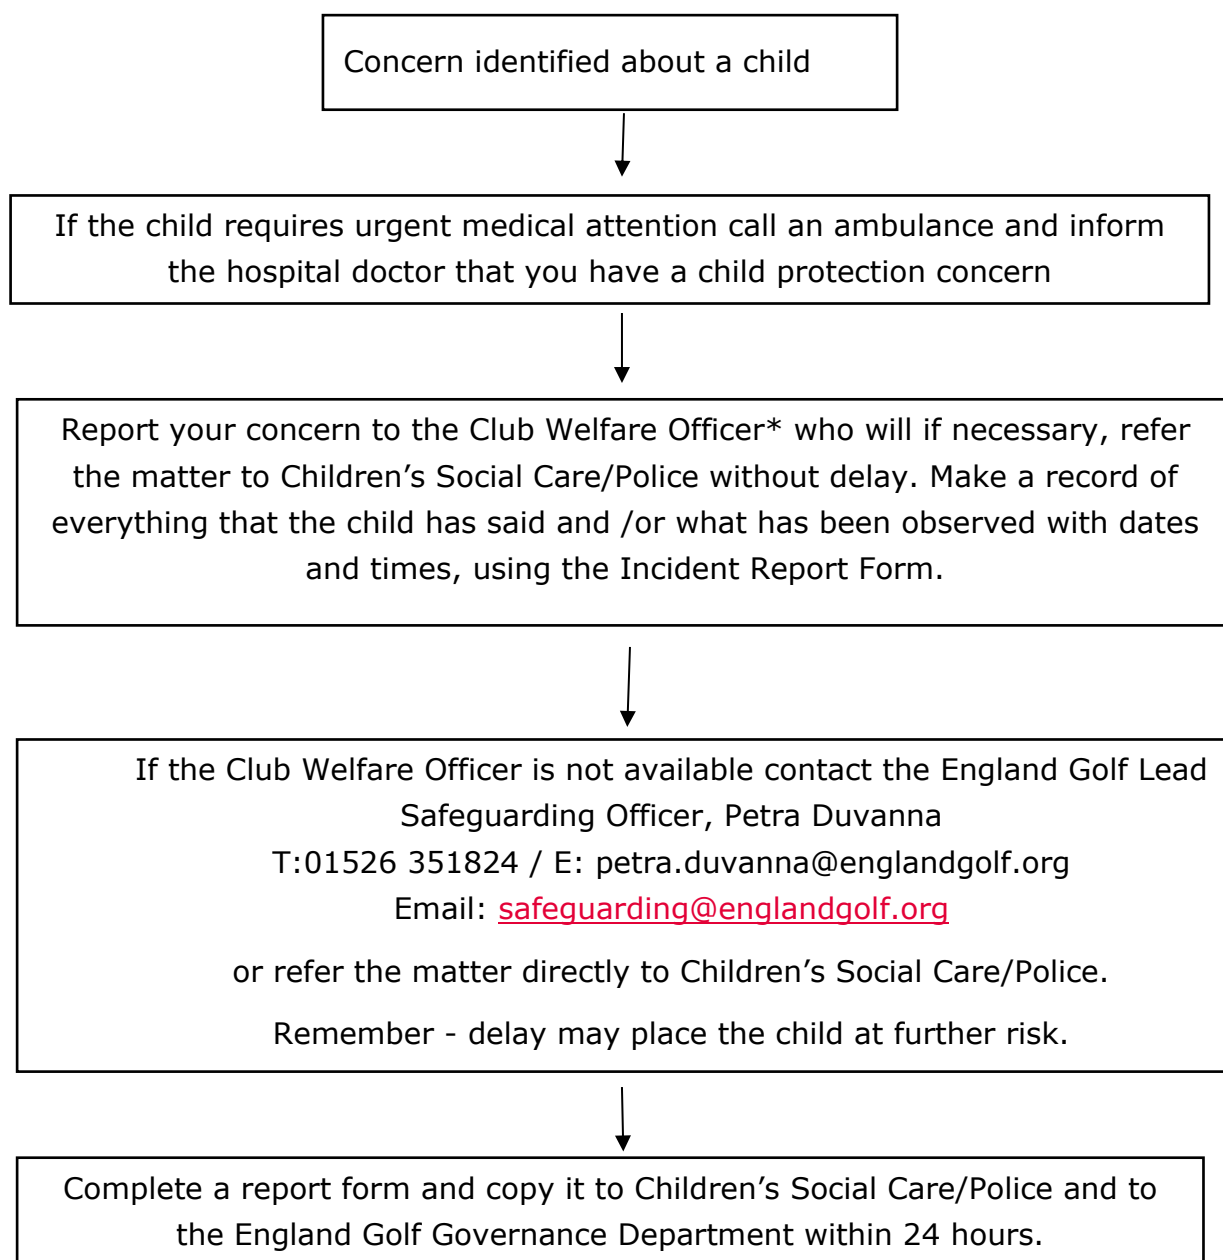 Concern identified about a child
If the child requires urgent medical attention call an ambulance and inform
the hospital doctor that you have a child protection concern
Report your concern to the Club Welfare Officer* who will if necessary, refer
the matter to Children’s Social Care/Police without delay. Make a record of
everything that the child has said and /or what has been observed with dates
and times, using the Incident Report Form.
If the Club Welfare Officer is not available contact the England Golf Lead
Safeguarding Officer, Petra Duvanna
T:01526 351824 / E: petra.duvanna@englandgolf.org
Email: safeguarding@englandgolf.org
or refer the matter directly to Children’s Social Care/Police.
Remember - delay may place the child at further risk.
Complete a report form and copy it to Children’s Social Care/Police and to
the England Golf Governance Department within 24 hours.